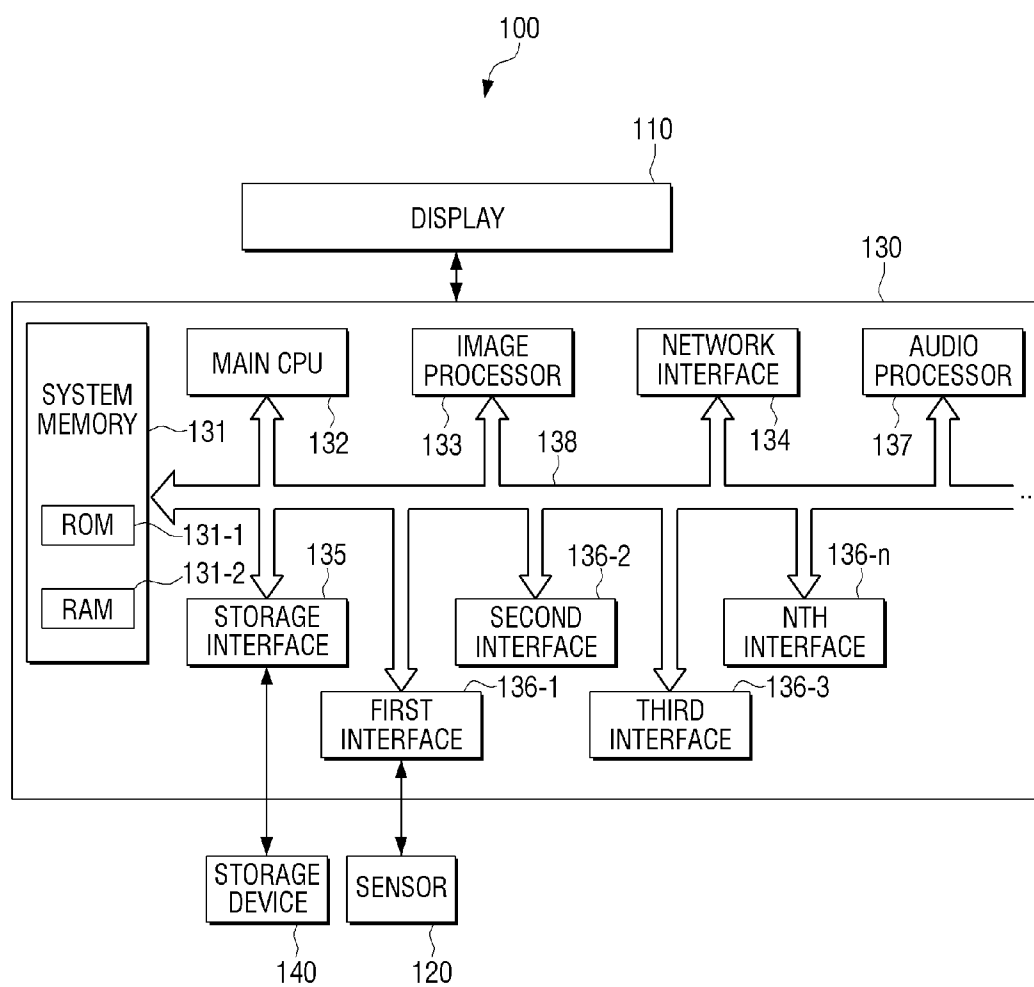 100
110
DISPLAY
130
SYSTEM
MEMORY
131
ROM
131-1
RAM
131-2
MAIN CPU
132
IMAGE
PROCESSOR
133
NETWORK
INTERFACE
134
AUDIO
PROCESSOR
137
138
...
135
STORAGE
INTERFACE
136-2
SECOND
INTERFACE
136-n
NTH
INTERFACE
136-1
FIRST
INTERFACE
136-3
THIRD
INTERFACE
STORAGE
DEVICE
140
SENSOR
120